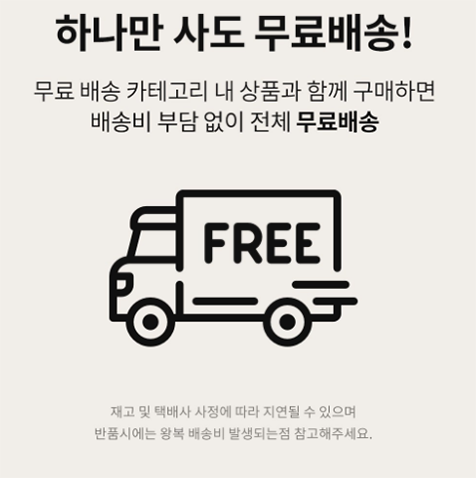 하나만 사도 무료배송!
무료 배송 카테고리 내 상품과 함께 구매하면
배송비 부담 없이 전체 무료배송
FREE
재고 및 택배사 사정에 따라 지연될 수 있으며
반품시에는 왕복 배송비 발생되는점 참고해주세요.